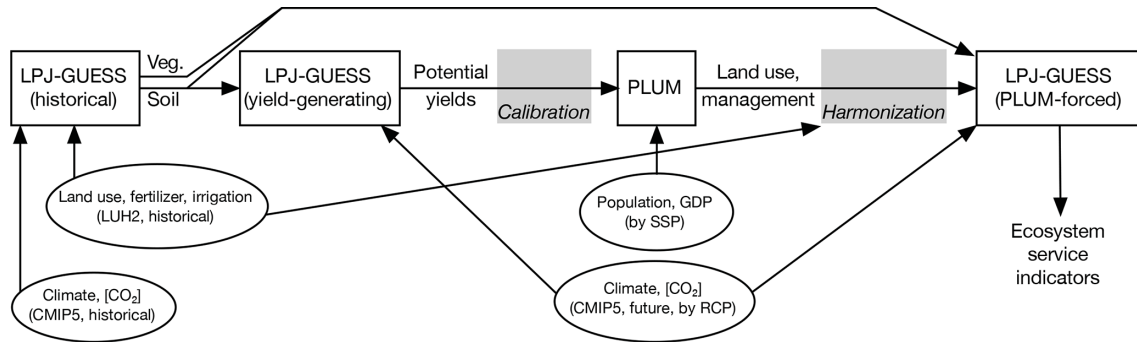 LPJ-GUESS
(historical)
Veg.
Soil
LPJ-GUESS
(yield-generating)
Potential
yields
Calibration
PLUM
Land use,
management
Harmonization
LPJ-GUESS
(PLUM-forced)
Land use, fertilizer, irrigation
(LUH2, historical)
Population, GDP
(by SSP)
Ecosystem
service
indicators
Climate, [CO₂]
(CMIP5, historical)
Climate, [CO₂]
(CMIP5, future, by RCP)